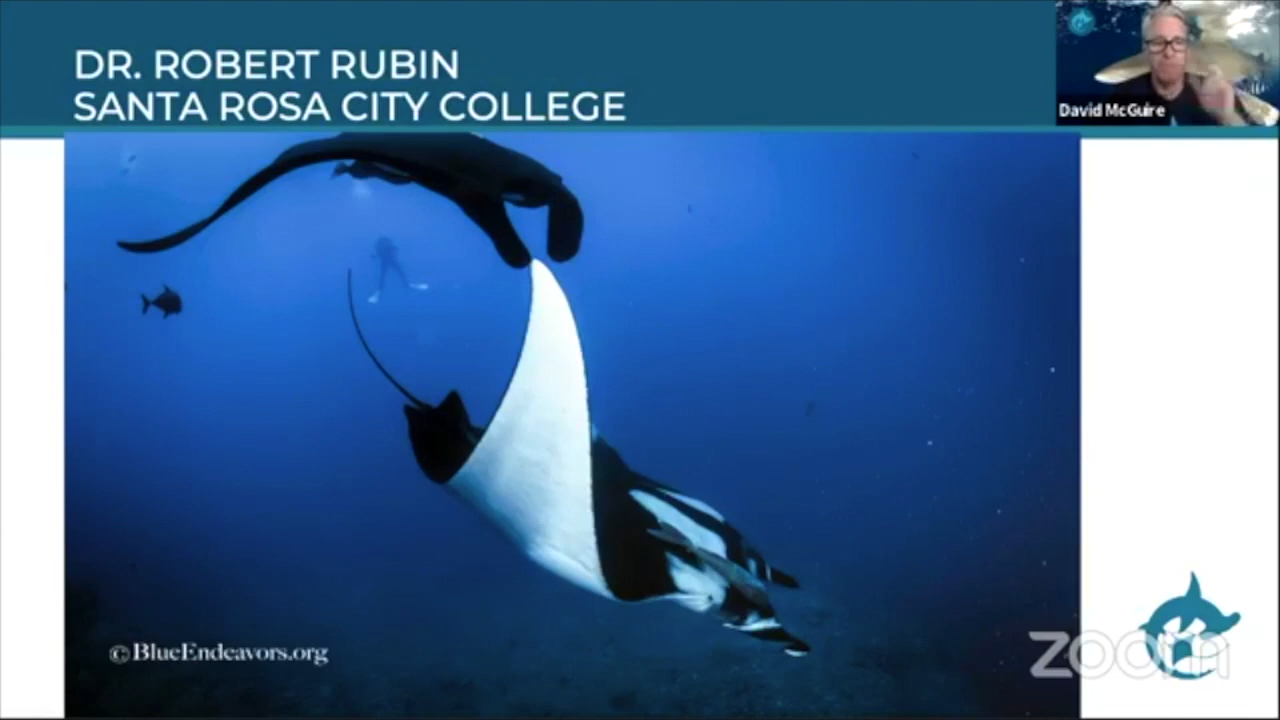 DR. ROBERT RUBIN
SANTA ROSA CITY COLLEGE
David McGuire
©BlueEndeavors.org
zoom